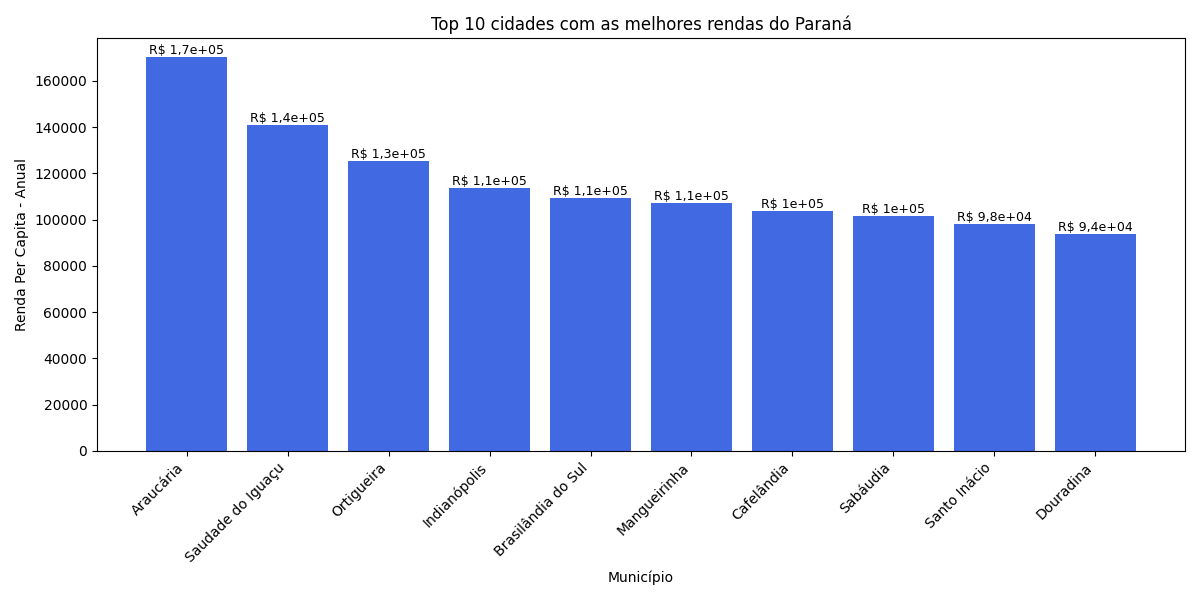 Top 10 cidades com as melhores rendas do Paraná
Renda Per Capita - Anual
160000
140000
120000
100000
80000
60000
40000
20000
0
R$ 1,7e+05
R$ 1,4e+05
R$ 1,3e+05
R$ 1,1e+05
R$ 1,1e+05
R$ 1,1e+05
R$ 1e+05
R$ 1e+05
R$ 9,8e+04
R$ 9,4e+04
Araucária
Saudade do Iguaçu
Ortigueira
Indianópolis
Brasilândia do Sul
Mangueirinha
Cafelândia
Sabáudia
Santo Inácio
Douradina
Município